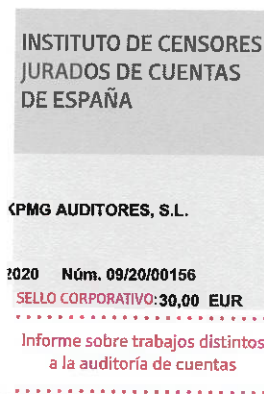 INSTITUTO DE CENSORES
JURADOS DE CUENTAS
DE ESPAÑA
KPMG AUDITORES, S.L.
2020 Núm. 09/20/00156
SELLO CORPORATIVO: 30,00 EUR
Informe sobre trabajos distintos
a la auditoría de cuentas